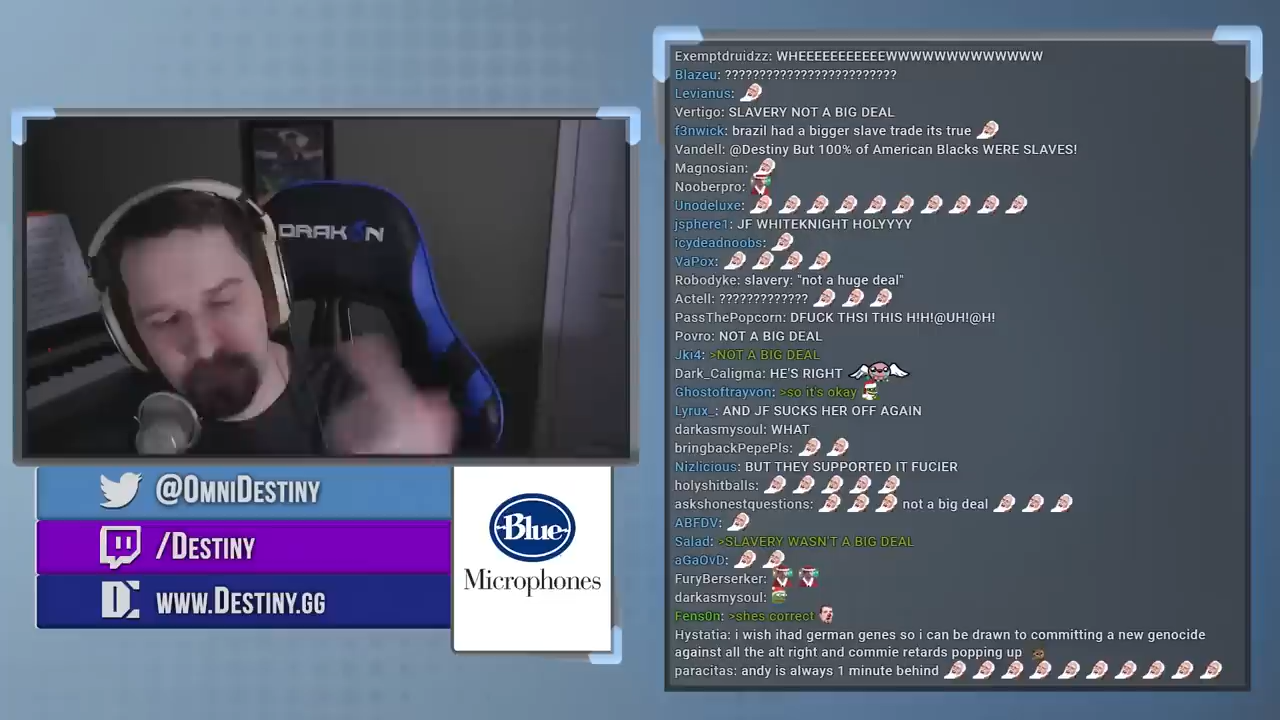 DRAKON
@OmniDestiny
/Destiny
www.Destiny.gg
Blue
Microphones
Exemptdruidzz: WHEEEEEEEEEEEWWWWWWWWWWWWWW
Blazeu: ?????????????????????????
Levianus:
Vertigo: SLAVERY NOT A BIG DEAL
f3nwick: brazil had a bigger slave trade its true
Vandell: @Destiny But 100% of American Blacks WERE SLAVES!
Magnosian:
Nooberpro:
Unodeluxe:
jsphere1: JF WHITEKNIGHT HOLYYYY
icydeadnoobs:
VaPox:
Robodyke: slavery: "not a huge deal"
Actell: ?????????????
PassThePopcorn: DFUCK THSI THIS H!H!@UH!@H!
Povro: NOT A BIG DEAL
Jki4: >NOT A BIG DEAL
Dark_Caligma: HE'S RIGHT
Ghostoftrayvon: >so it's okay
Lyrux_: AND JF SUCKS HER OFF AGAIN
darkasmysoul: WHAT
bringbackPepePls:
Nizlicious: BUT THEY SUPPORTED IT FUCIER
holyshitballs:
askshonestquestions: not a big deal
ABFDV:
Salad: >SLAVERY WASN'T A BIG DEAL
aGaOvD:
FuryBerserker:
darkasmysoul:
Fens0n: >shes correct
Hystatia: i wish ihad german genes so i can be drawn to committing a new genocide
against all the alt right and commie retards popping up
paracitas: andy is always 1 minute behind